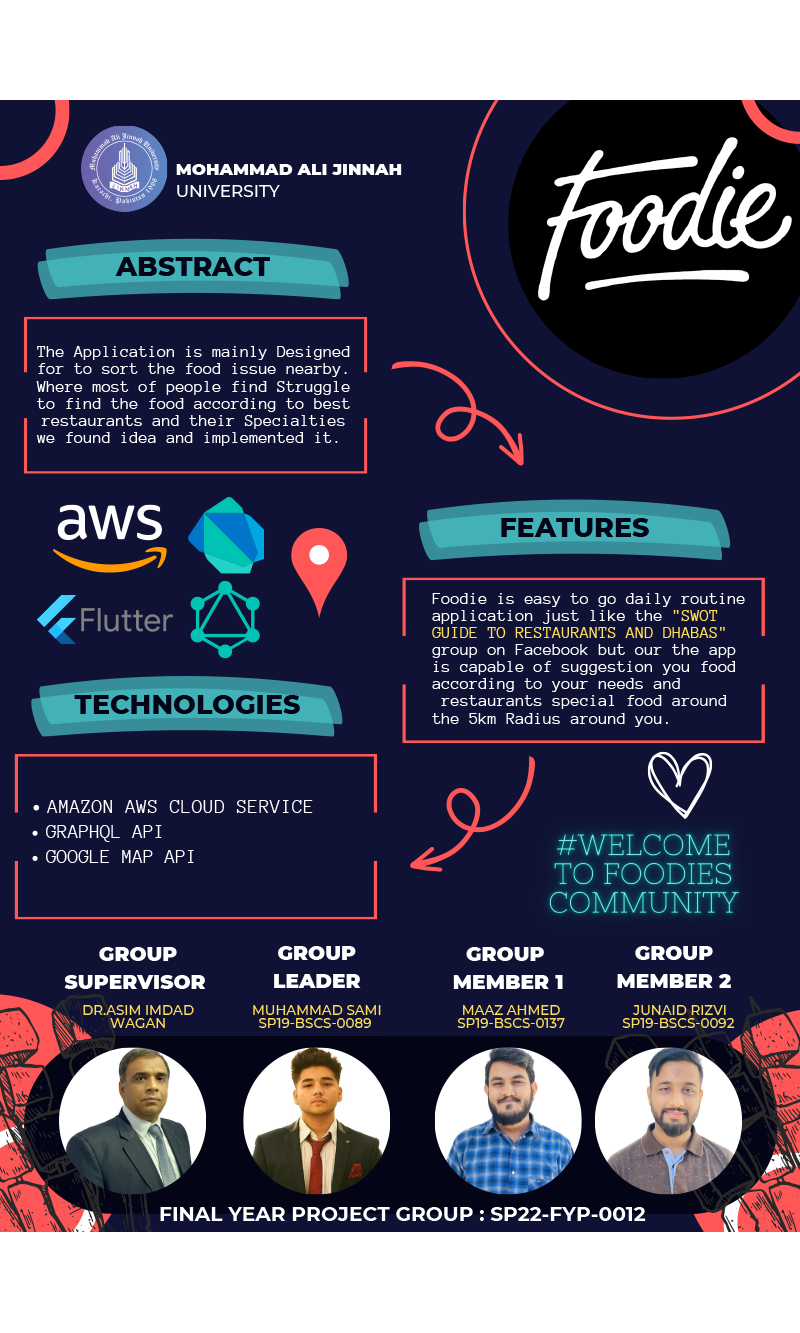 Muhammad Ali Jinnah University
Karachi, Pakistan 1998
MOHAMMAD ALI JINNAH
UNIVERSITY
Foodie
ABSTRACT
The Application is mainly Designed
for to sort the food issue nearby.
Where most of people find Struggle
to find the food according to best
restaurants and their Specialties
we found idea and implemented it.
aws
Flutter
FEATURES
Foodie is easy to go daily routine
application just like the "SWOT
GUIDE TO RESTAURANTS AND DHABAS"
group on Facebook but our the app
is capable of suggestion you food
according to your needs and
restaurants special food around
the 5km Radius around you.
TECHNOLOGIES
• AMAZON AWS CLOUD SERVICE
• GRAPHQL API
• GOOGLE MAP API
#WELCOME
TO FOODIES
COMMUNITY
GROUP
SUPERVISOR
DR.ASIM IMDAD
WAGAN
GROUP
LEADER
MUHAMMAD SAMI
SP19-BSCS-0089
GROUP
MEMBER 1
MAAZ AHMED
SP19-BSCS-0137
GROUP
MEMBER 2
JUNAID RIZVI
SP19-BSCS-0092
FINAL YEAR PROJECT GROUP : SP22-FYP-0012